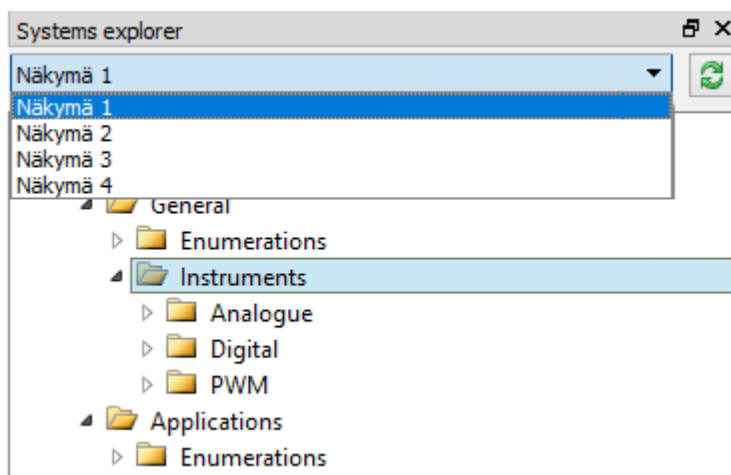 Systems explorer
Näkymä 1
Näkymä 1
Näkymä 2
Näkymä 3
Näkymä 4
General
Enumerations
Instruments
Analogue
Digital
PWM
Applications
Enumerations